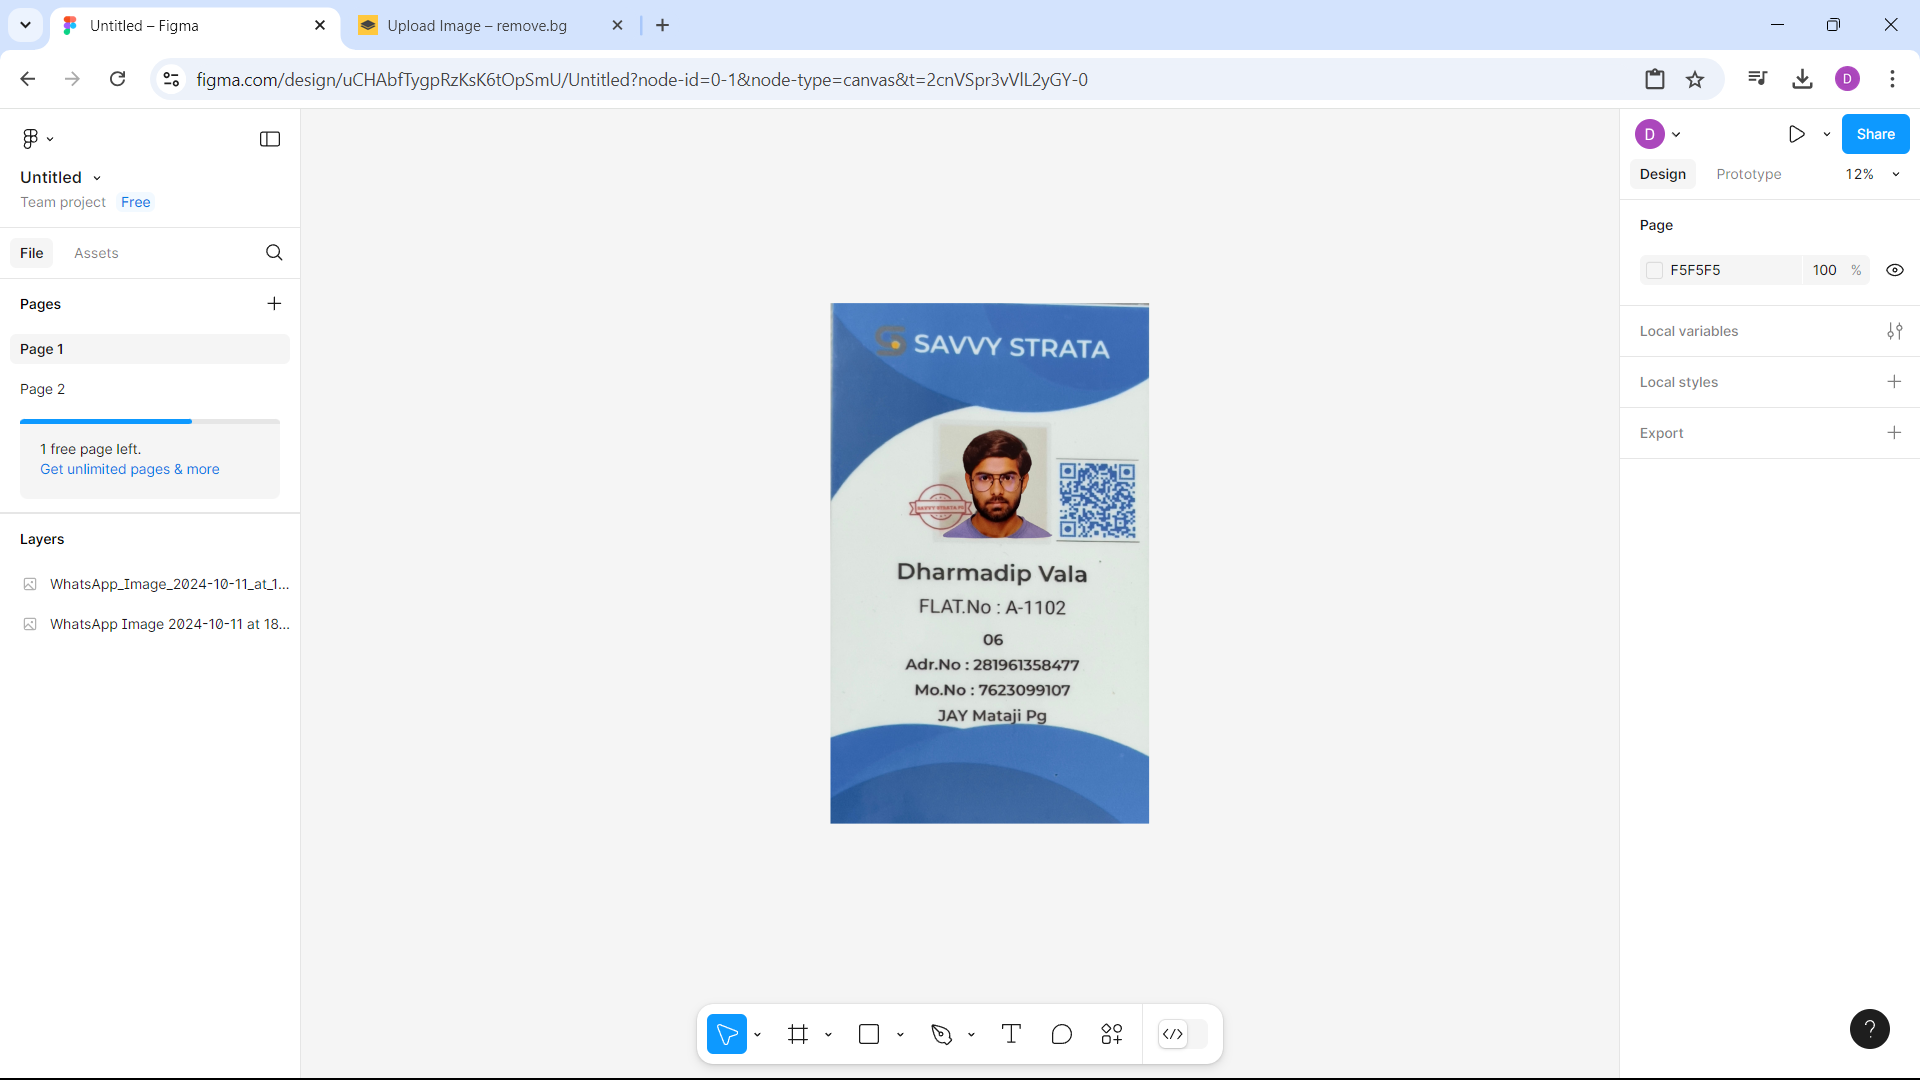 Untitled – Figma
Upload Image – remove.bg
figma.com/design/uCHAbfTygpRzKsK6tOpSmU/Untitled?node-id=0-1&node-type=canvas&t=2cnVSpr3vVlL2yGY-0
D
Untitled
Team project Free
File Assets
Pages
Page 1
Page 2
1 free page left.
Get unlimited pages & more
Layers
WhatsApp_Image_2024-10-11_at_1...
WhatsApp Image 2024-10-11 at 18...
SAVVY STRATA
SAVVY STRATA PG
Dharmadip Vala
FLAT.No : A-1102
06
Adr.No : 281961358477
Mo.No : 7623099107
JAY Mataji Pg
D
Share
Design Prototype 12%
Page
F5F5F5 100 %
Local variables
Local styles
Export
?